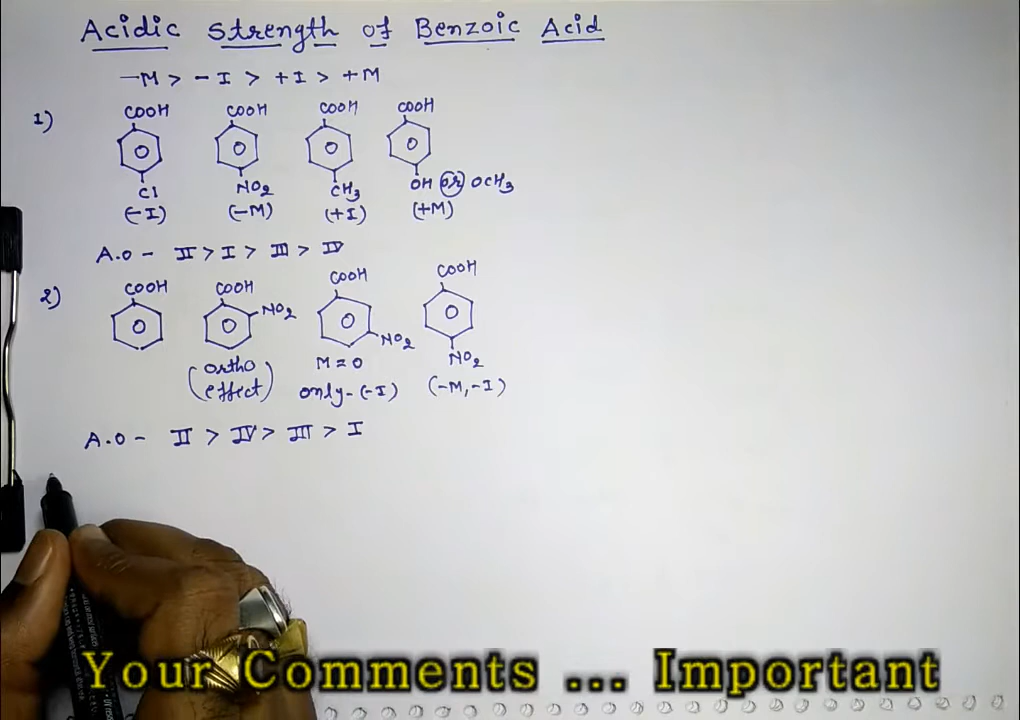 Acidic Strength of Benzoic Acid
-M > -I > +I > +M
1)
COOH COOH COOH COOH
Cl NO2 CH3 OH or OCH3
(-I) (-M) (+I) (+M)
A.O - II > I > III > IV
2)
COOH COOH COOH COOH
NO2 NO2 NO2
(ortho effect) M=0 only-(-I) (-M, -I)
A.O - II > IV > III > I
Your Comments ... Important